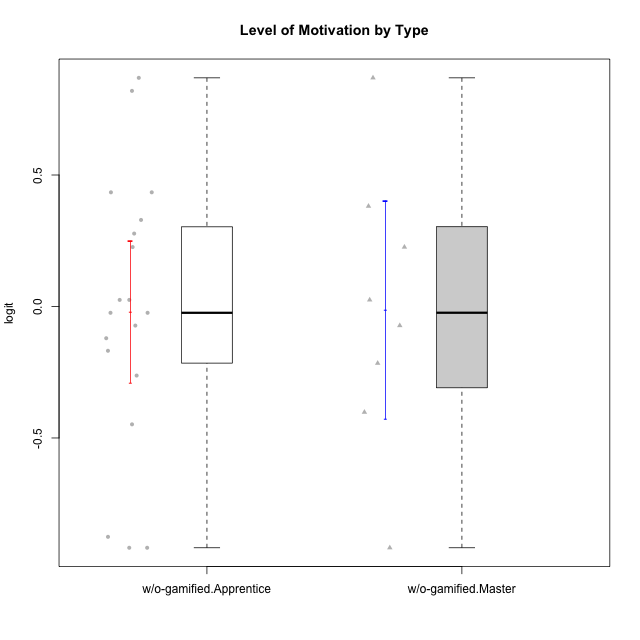 Level of Motivation by Type
logit
0.5
0.0
-0.5
w/o-gamified.Apprentice
w/o-gamified.Master